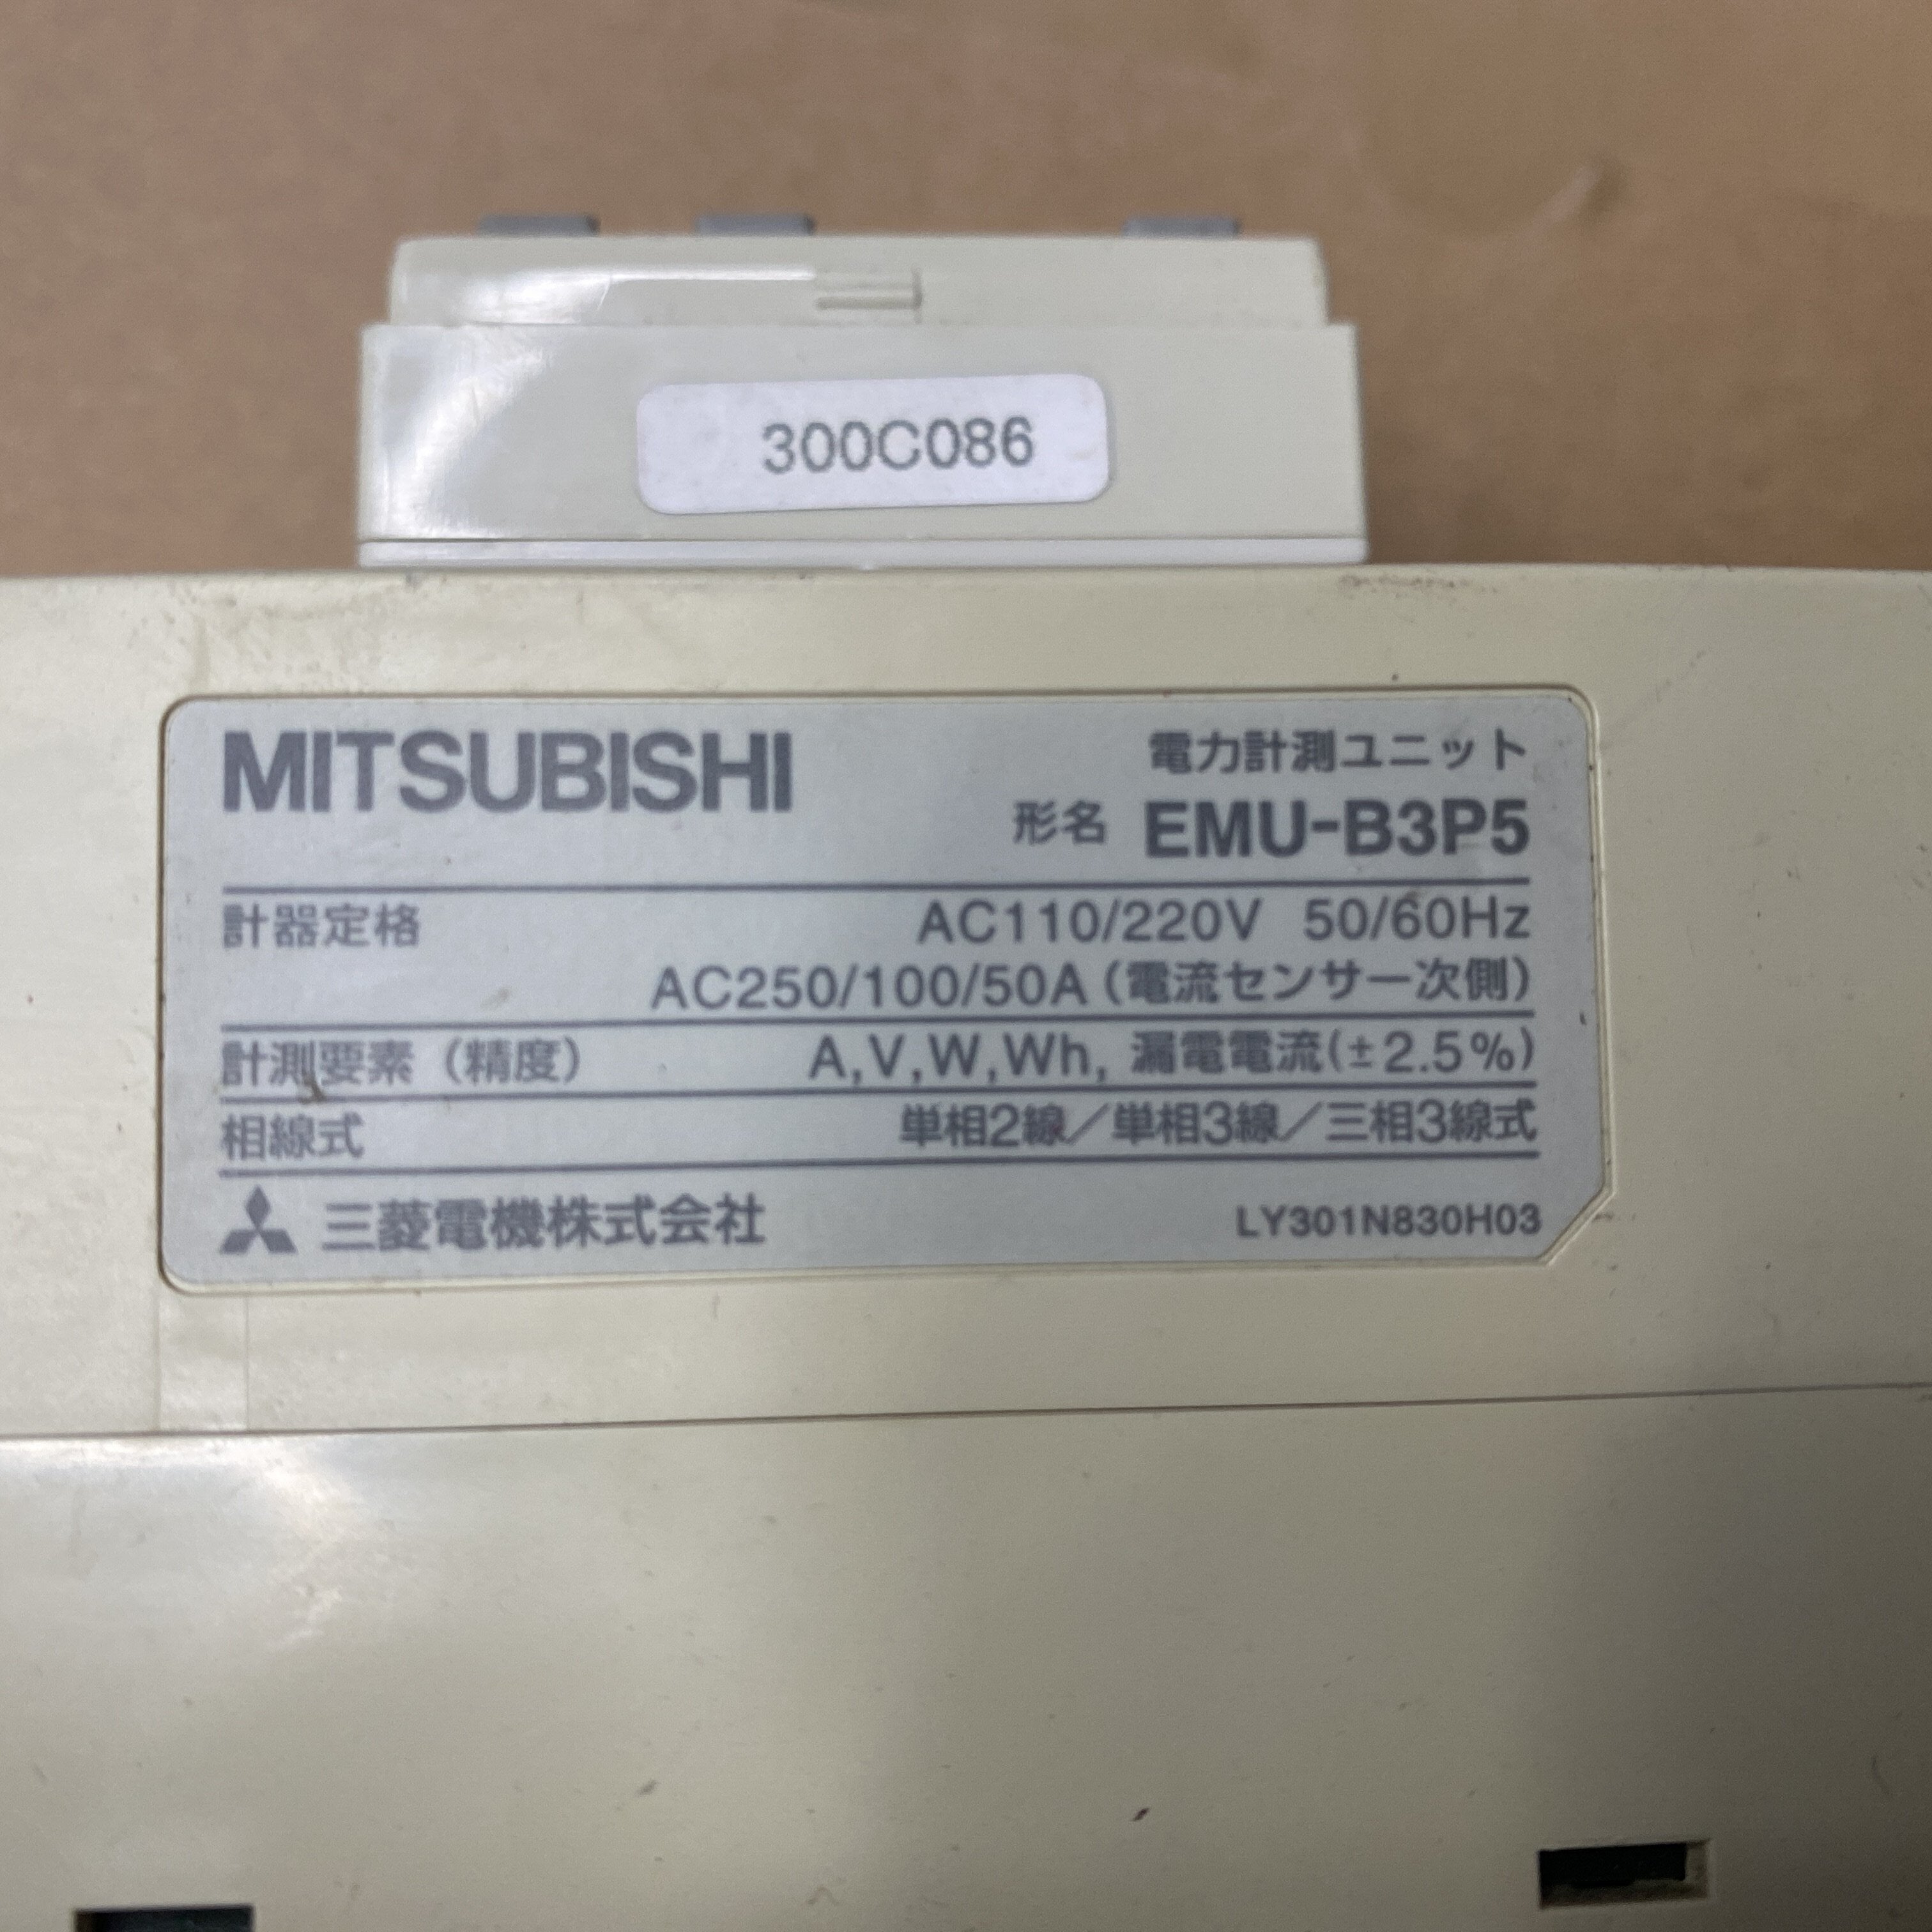 300C086
MITSUBISHI
電力計測ユニット
形名 EMU-B3P5
計器定格 AC110/220V 50/60Hz
AC250/100/50A(電流センサ一次側)
計測要素(精度) A,V,W,Wh, 漏電電流(±2.5%)
相線式 単相2線/単相3線/三相3線式
三菱電機株式会社 LY301N830H03